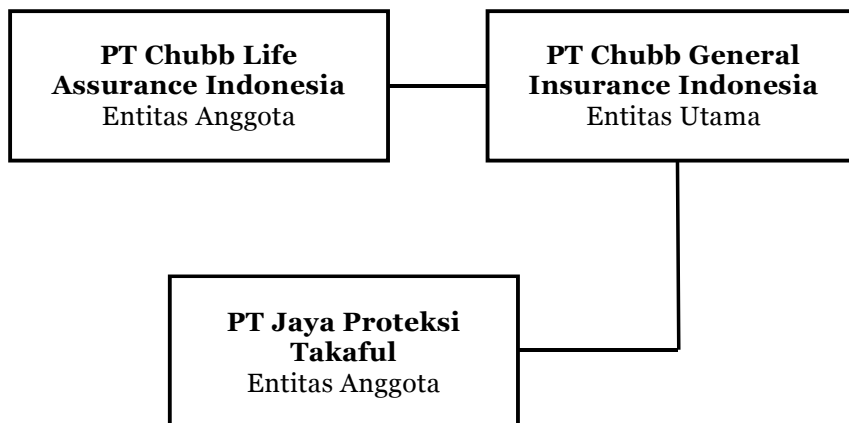 PT Chubb Life
Assurance Indonesia
Entitas Anggota
PT Chubb General
Insurance Indonesia
Entitas Utama
PT Jaya Proteksi
Takaful
Entitas Anggota